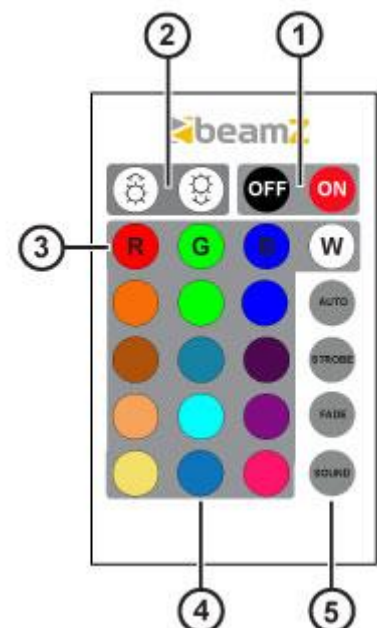 2 1
beamZ
OFF ON
3 R G B W
AUTO
STROBE
FADE
SOUND
4 5